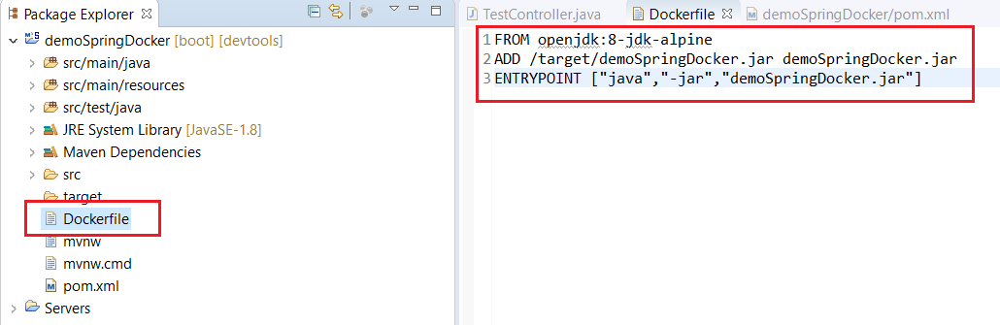 Package Explorer
demoSpringDocker [boot] [devtools]
src/main/java
src/main/resources
src/test/java
JRE System Library [JavaSE-1.8]
Maven Dependencies
src
target
Dockerfile
mvnw
mvnw.cmd
pom.xml
Servers
TestController.java
Dockerfile
demoSpringDocker/pom.xml
1 FROM openjdk:8-jdk-alpine
2 ADD /target/demoSpringDocker.jar demoSpringDocker.jar
3 ENTRYPOINT ["java","-jar","demoSpringDocker.jar"]